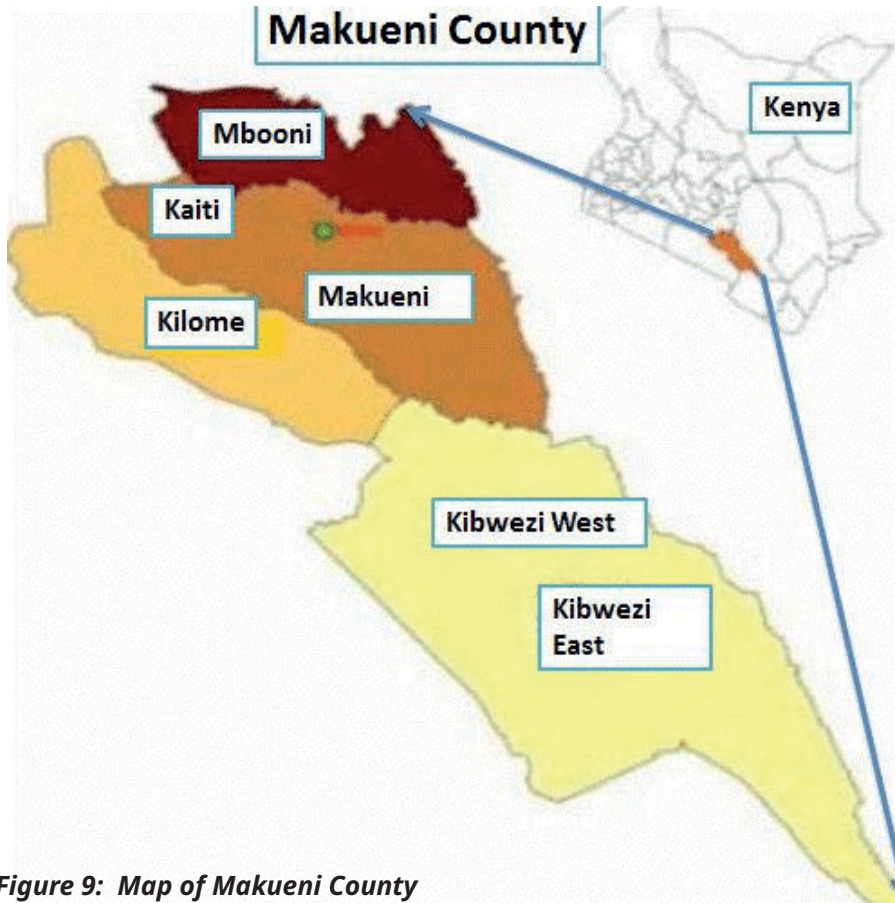 Makueni County
Kenya
Mbooni
Kaiti
Makueni
Kilome
Kibwezi West
Kibwezi
East
Figure 9: Map of Makueni County